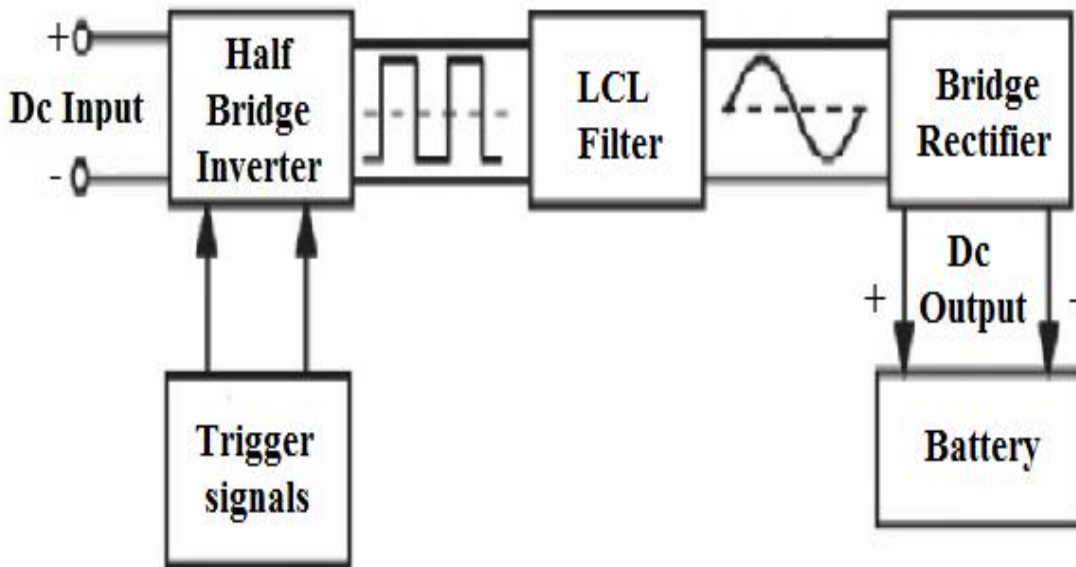 +
Dc Input
-
Half
Bridge
Inverter
LCL
Filter
Bridge
Rectifier
Dc
Output
+
-
Trigger
signals
Battery